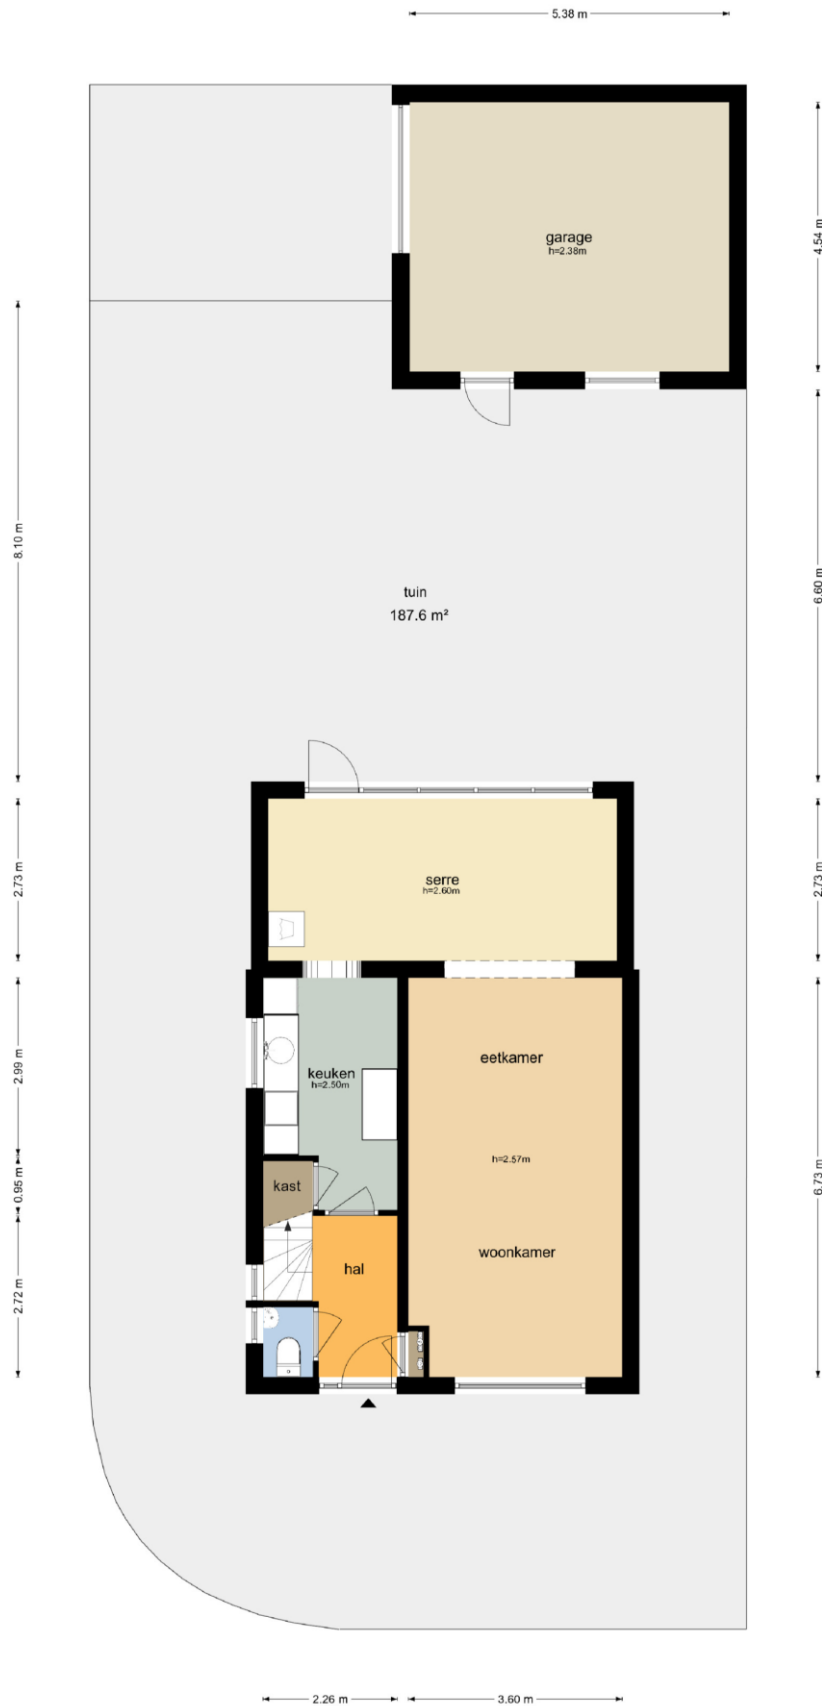 5.38 m
garage
h=2.38m
4.54 m
8.10 m
6.60 m
tuin
187.6 m²
2.73 m
serre
h=2.60m
2.73 m
2.99 m
keuken
h=2.50m
eetkamer
h=2.57m
6.73 m
0.95 m
kast
woonkamer
hal
2.72 m
2.26 m
3.60 m